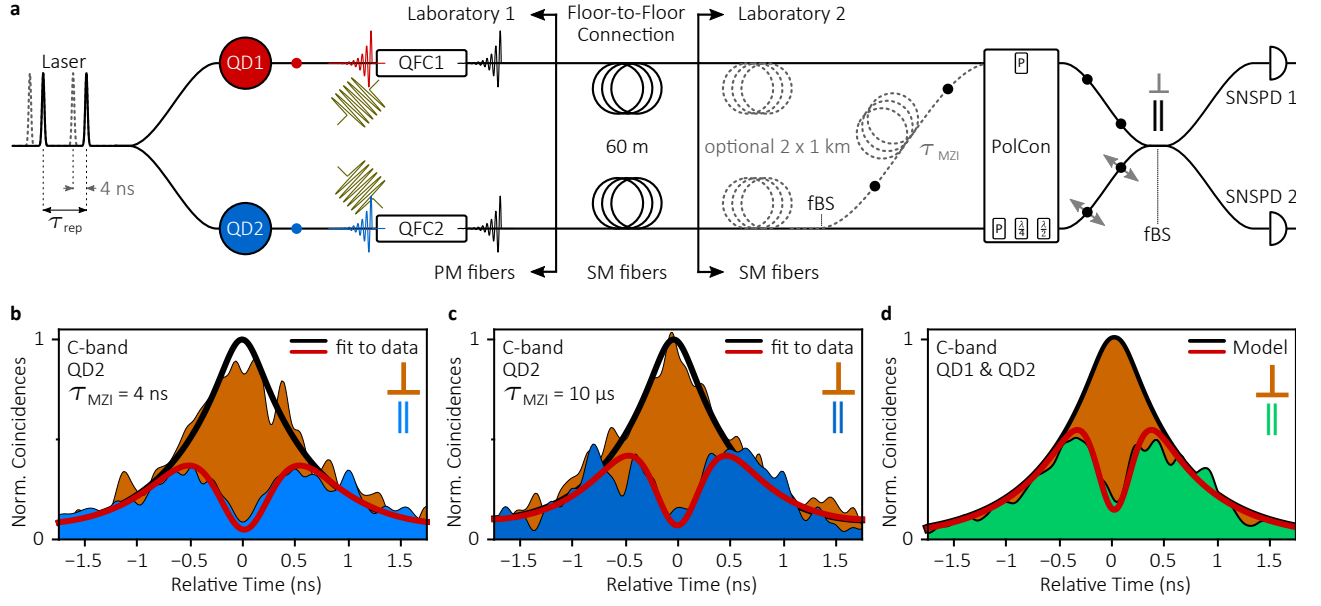 a
Laboratory 1
Floor-to-Floor
Connection
Laboratory 2
Laser
QD1
QFC1
P
SNSPD 1
⊥
||
4 ns
τrep
60 m
optional 2 x 1 km
τ MZI
PolCon
fBS
QD2
QFC2
P
λ/4
λ/2
SNSPD 2
fBS
PM fibers
SM fibers
SM fibers
b
C-band
QD2
τ MZI = 4 ns
fit to data
⊥
||
Norm. Coincidences
1
0
−1.5
−1
−0.5
0
0.5
1
1.5
Relative Time (ns)
c
C-band
QD2
τ MZI = 10 µs
fit to data
⊥
||
Norm. Coincidences
1
0
−1.5
−1
−0.5
0
0.5
1
1.5
Relative Time (ns)
d
C-band
QD1 & QD2
Model
⊥
||
Norm. Coincidences
1
0
−1.5
−1
−0.5
0
0.5
1
1.5
Relative Time (ns)